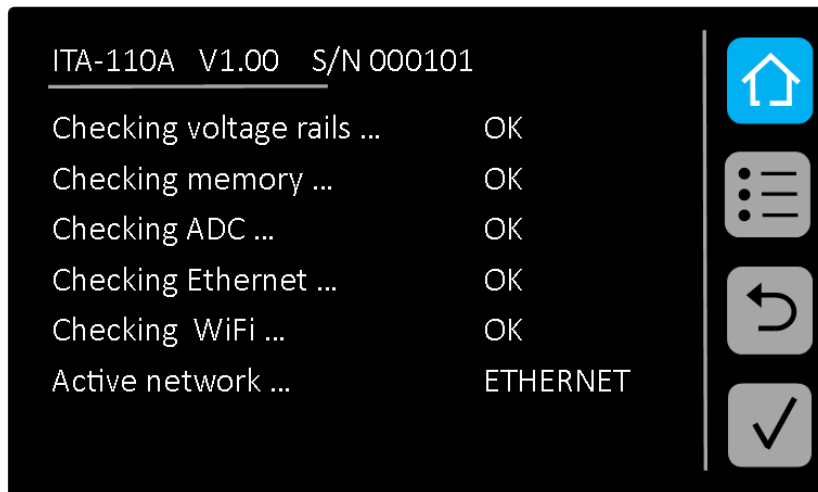 ITA-110A V1.00 S/N 000101
Checking voltage rails ... OK
Checking memory ... OK
Checking ADC ... OK
Checking Ethernet ... OK
Checking WiFi ... OK
Active network ... ETHERNET